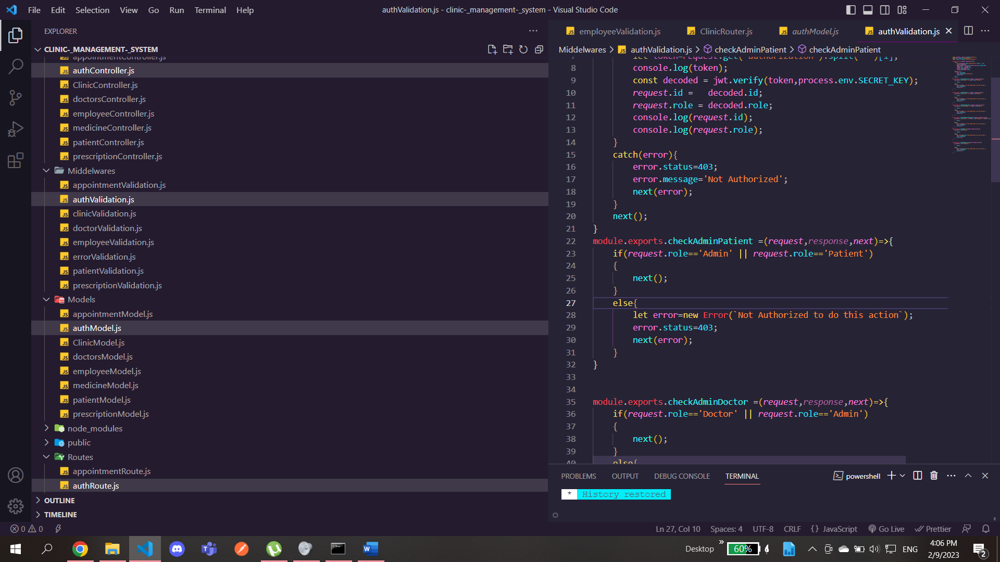 File Edit Selection View Go Run Terminal Help
authValidation.js - clinic-_management-_system - Visual Studio Code
EXPLORER
CLINIC-_MANAGEMENT-_SYSTEM
appointmentController.js
authController.js
ClinicController.js
doctorsController.js
employeeController.js
medicineController.js
patientController.js
prescriptionController.js
Middelwares
appointmentValidation.js
authValidation.js
clinicValidation.js
doctorValidation.js
employeeValidation.js
errorValidation.js
patientValidation.js
prescriptionValidation.js
Models
appointmentModel.js
authModel.js
ClinicModel.js
doctorsModel.js
employeeModel.js
medicineModel.js
patientModel.js
prescriptionModel.js
node_modules
public
Routes
appointmentRoute.js
authRoute.js
OUTLINE
TIMELINE
employeeValidation.js ClinicRouter.js authModel.js authValidation.js
Middelwares > authValidation.js > checkAdminPatient > checkAdminPatient
7 let token=request.get("authorization").split(" ")[1];
8 console.log(token);
9 const decoded = jwt.verify(token,process.env.SECRET_KEY);
10 request.id =   decoded.id;
11 request.role = decoded.role;
12 console.log(request.id);
13 console.log(request.role);
14 }
15 catch(error){
16 error.status=403;
17 error.message='Not Authorized';
18 next(error);
19 }
20 next();
21 }
22 module.exports.checkAdminPatient =(request,response,next)=>{
23 if(request.role=='Admin' || request.role=='Patient')
24 {
25 next();
26 }
27 else{
28 let error=new Error(`Not Authorized to do this action`);
29 error.status=403;
30 next(error);
31 }
32 }
33
34
35 module.exports.checkAdminDoctor =(request,response,next)=>{
36 if(request.role=='Doctor' || request.role=='Admin')
37 {
38 next();
39 }
40 else{
PROBLEMS OUTPUT DEBUG CONSOLE TERMINAL
powershell
* History restored
0 0
Ln 27, Col 10 Spaces: 4 UTF-8 CRLF {} JavaScript Go Live Prettier
Desktop 60% ENG
4:06 PM
2/9/2023
2